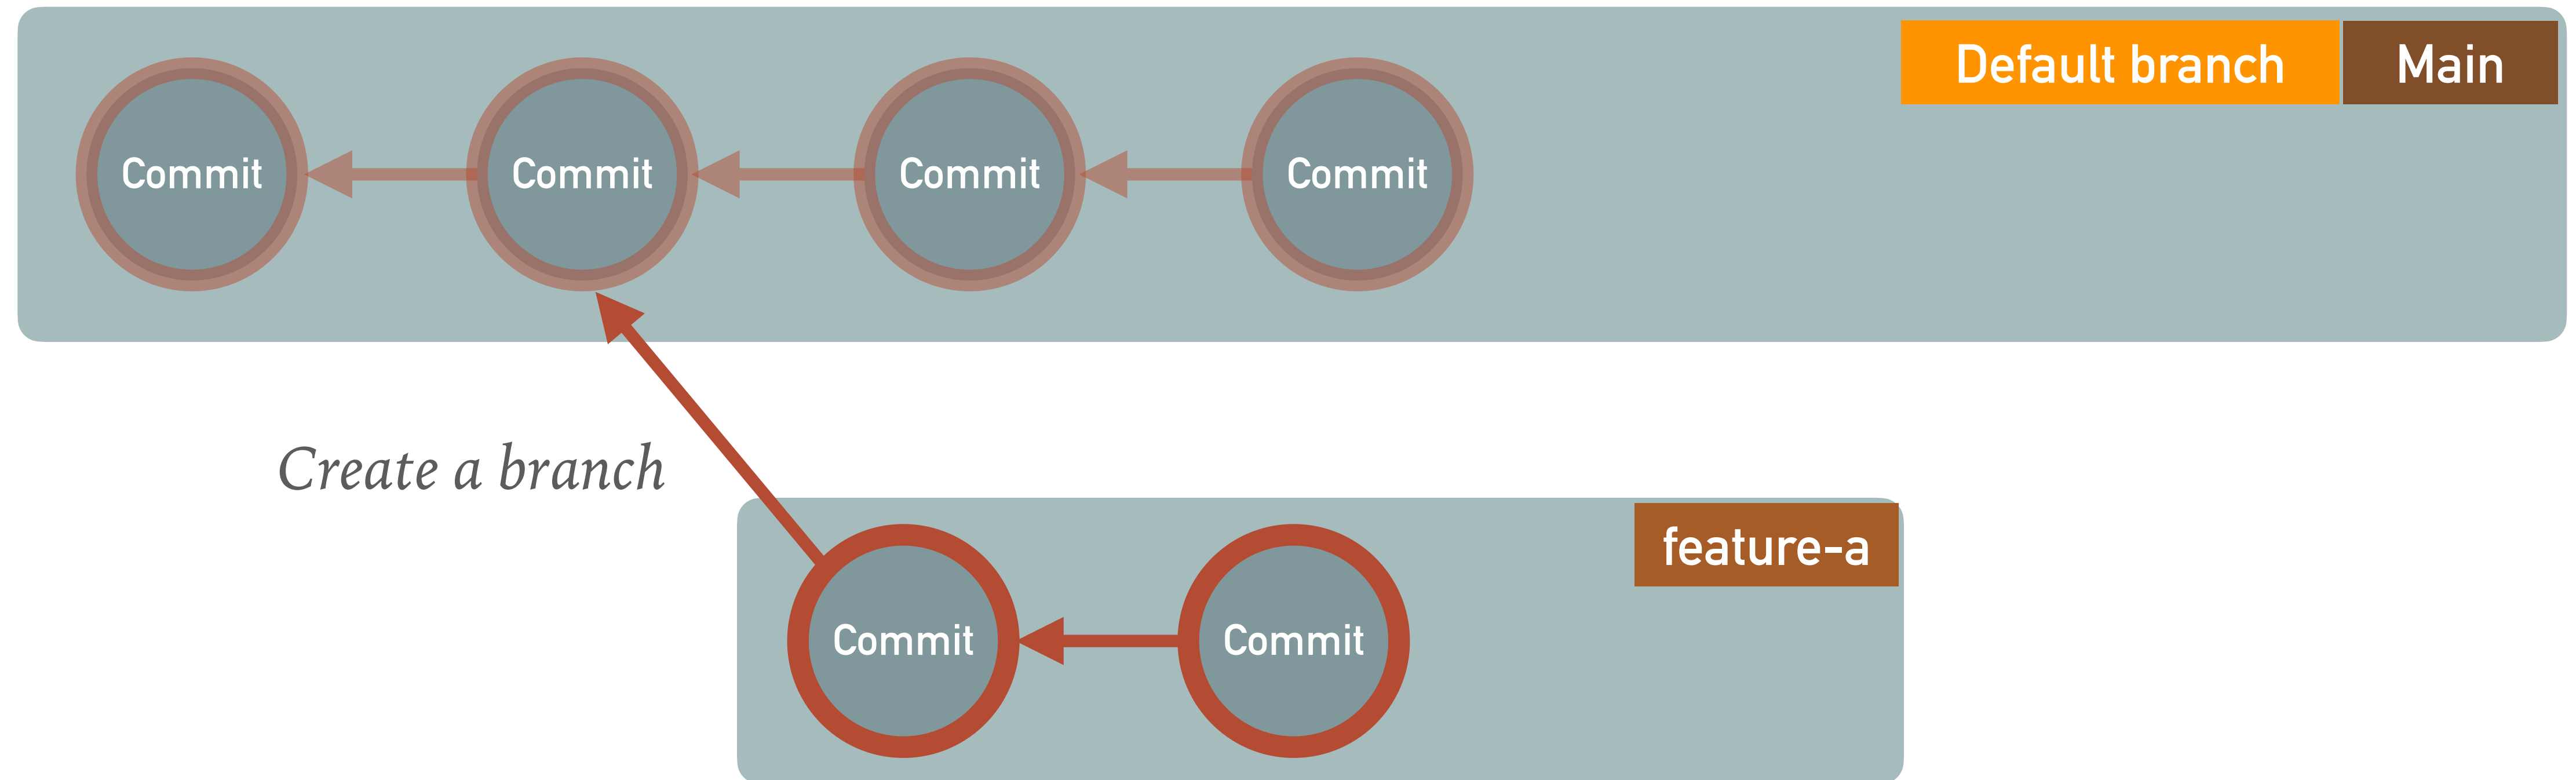 Default branch Main
Commit Commit Commit Commit
Create a branch
feature-a
Commit Commit